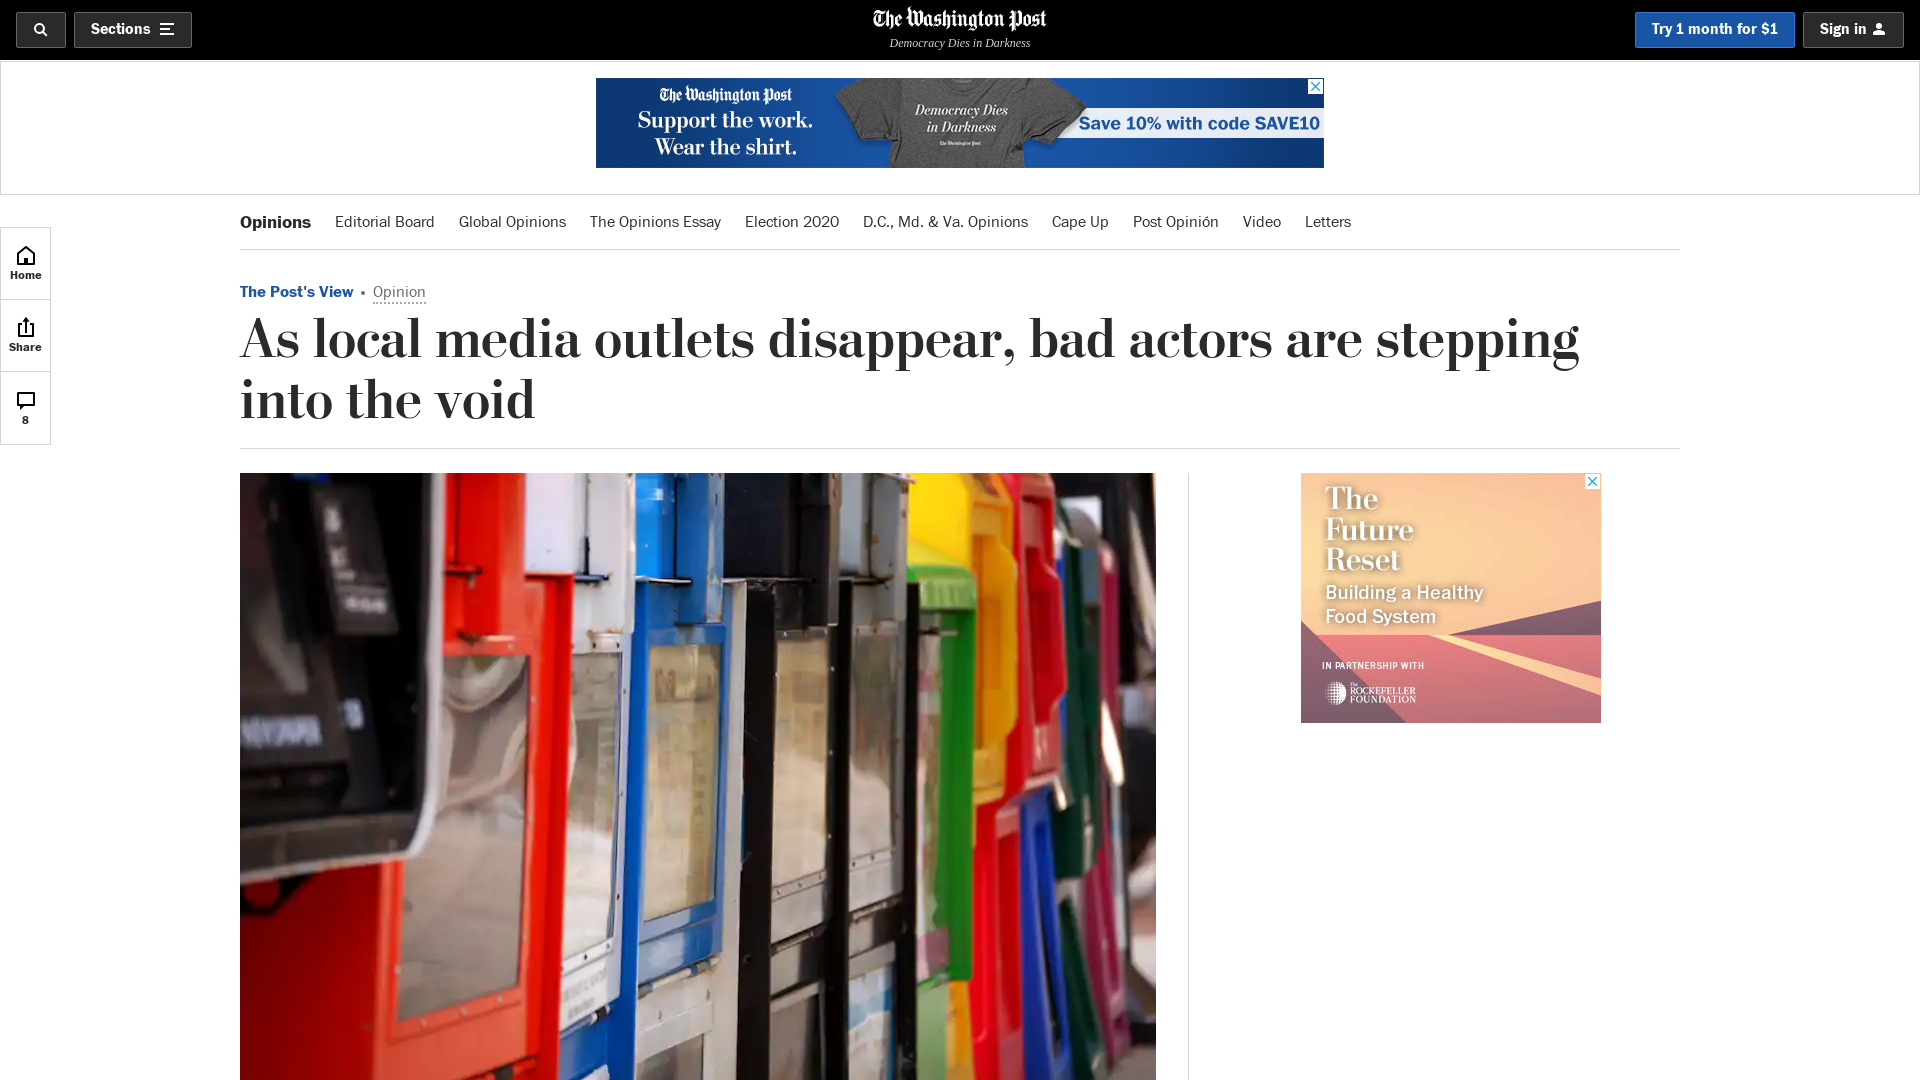 Sections
The Washington Post
Democracy Dies in Darkness
Try 1 month for $1
Sign in
The Washington Post
Support the work.
Wear the shirt.
Democracy Dies
in Darkness
The Washington Post
Save 10% with code SAVE10
Opinions
Editorial Board
Global Opinions
The Opinions Essay
Election 2020
D.C., Md. & Va. Opinions
Cape Up
Post Opinión
Video
Letters
Home
Share
8
The Post's View • Opinion
As local media outlets disappear, bad actors are stepping
into the void
The
Future
Reset
Building a Healthy
Food System
IN PARTNERSHIP WITH
The
ROCKEFELLER
FOUNDATION